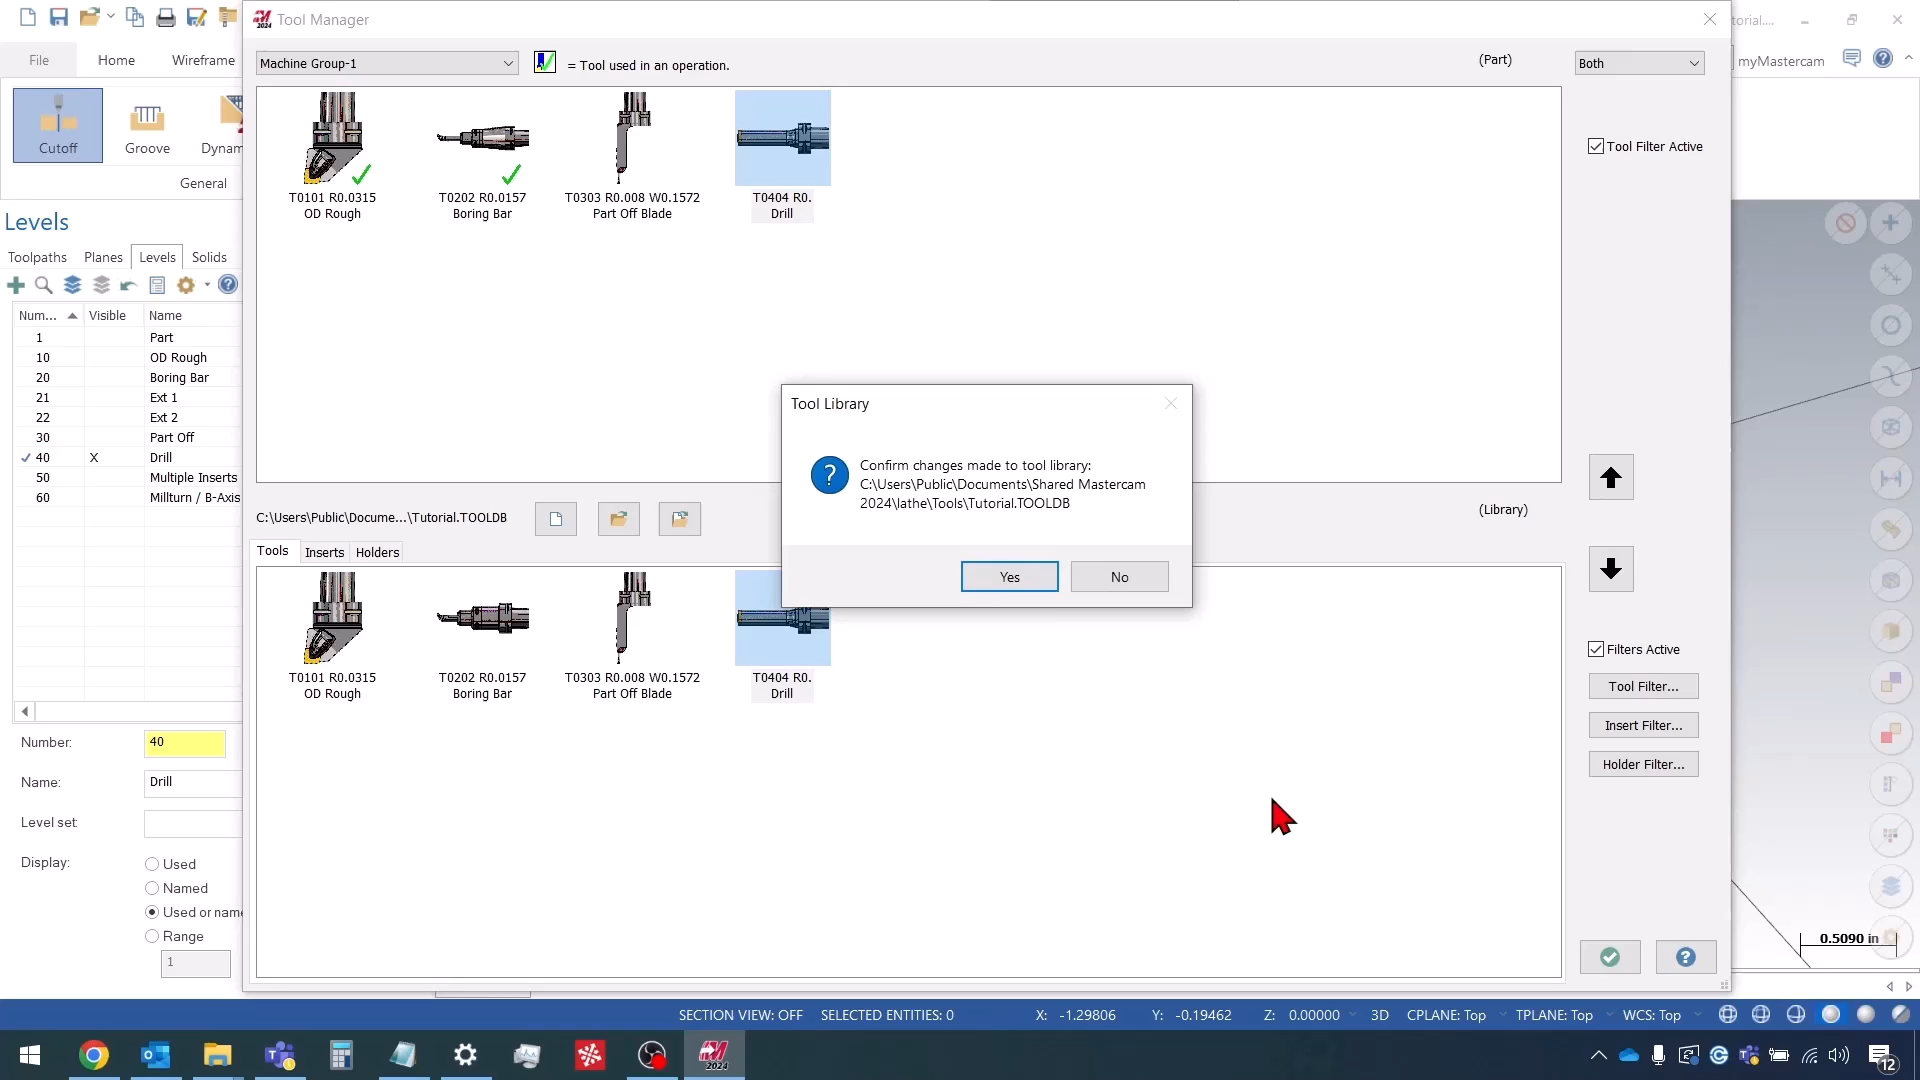 Tool Manager
torial....
File
Home
Wireframe
myMastercam
Machine Group-1
= Tool used in an operation.
(Part)
Both
Cutoff
Groove
Dynam
General
Tool Filter Active
T0101 R0.0315
OD Rough
T0202 R0.0157
Boring Bar
T0303 R0.008 W0.1572
Part Off Blade
T0404 R0.
Drill
Levels
Toolpaths
Planes
Levels
Solids
Num...
Visible
Name
1
Part
10
OD Rough
20
Boring Bar
21
Ext 1
22
Ext 2
30
Part Off
40
X
Drill
50
Multiple Inserts
60
Millturn / B-Axis
Tool Library
Confirm changes made to tool library:
C:\Users\Public\Documents\Shared Mastercam
2024\lathe\Tools\Tutorial.TOOLDB
Yes
No
C:\Users\Public\Docume...\Tutorial.TOOLDB
(Library)
Tools
Inserts
Holders
T0101 R0.0315
OD Rough
T0202 R0.0157
Boring Bar
T0303 R0.008 W0.1572
Part Off Blade
T0404 R0.
Drill
Filters Active
Tool Filter...
Insert Filter...
Holder Filter...
Number:
40
Name:
Drill
Level set:
Display:
Used
Named
Used or name
Range
1
0.5090 in
SECTION VIEW: OFF
SELECTED ENTITIES: 0
X: -1.29806
Y: -0.19462
Z: 0.00000
3D
CPLANE: Top
TPLANE: Top
WCS: Top
2024
12